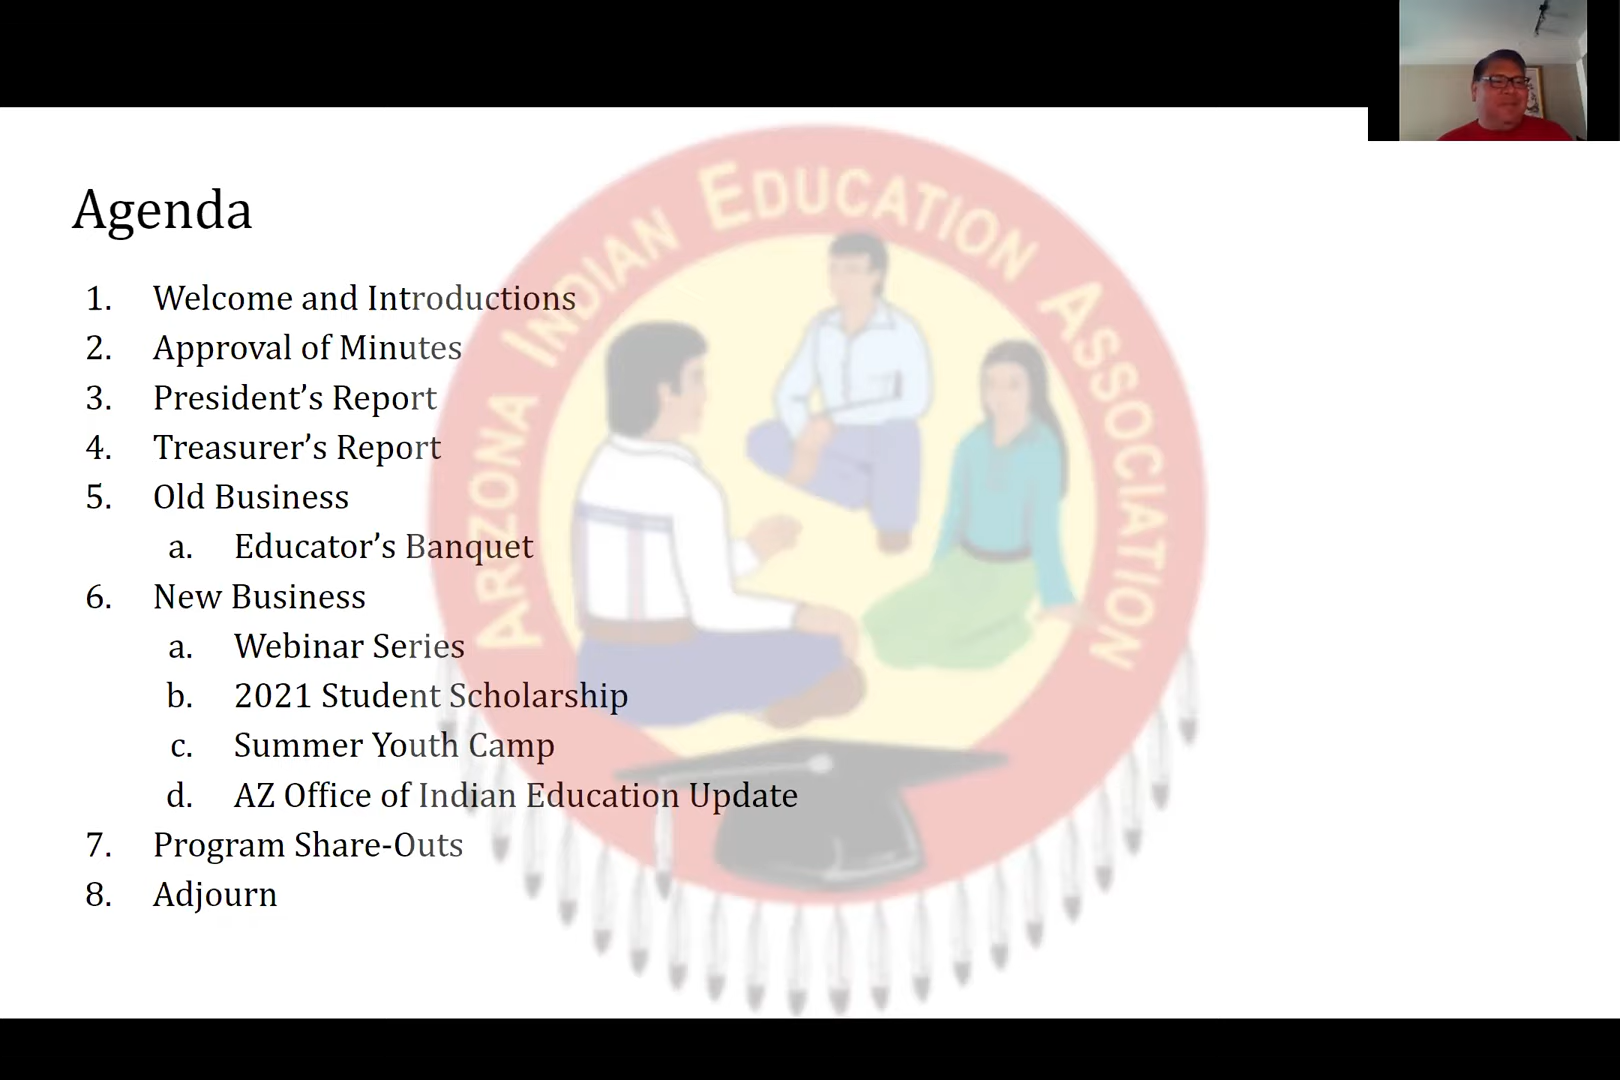 ARIZONA INDIAN EDUCATION ASSOCIATION
Agenda
1. Welcome and Introductions
2. Approval of Minutes
3. President’s Report
4. Treasurer’s Report
5. Old Business
a. Educator’s Banquet
6. New Business
a. Webinar Series
b. 2021 Student Scholarship
c. Summer Youth Camp
d. AZ Office of Indian Education Update
7. Program Share-Outs
8. Adjourn